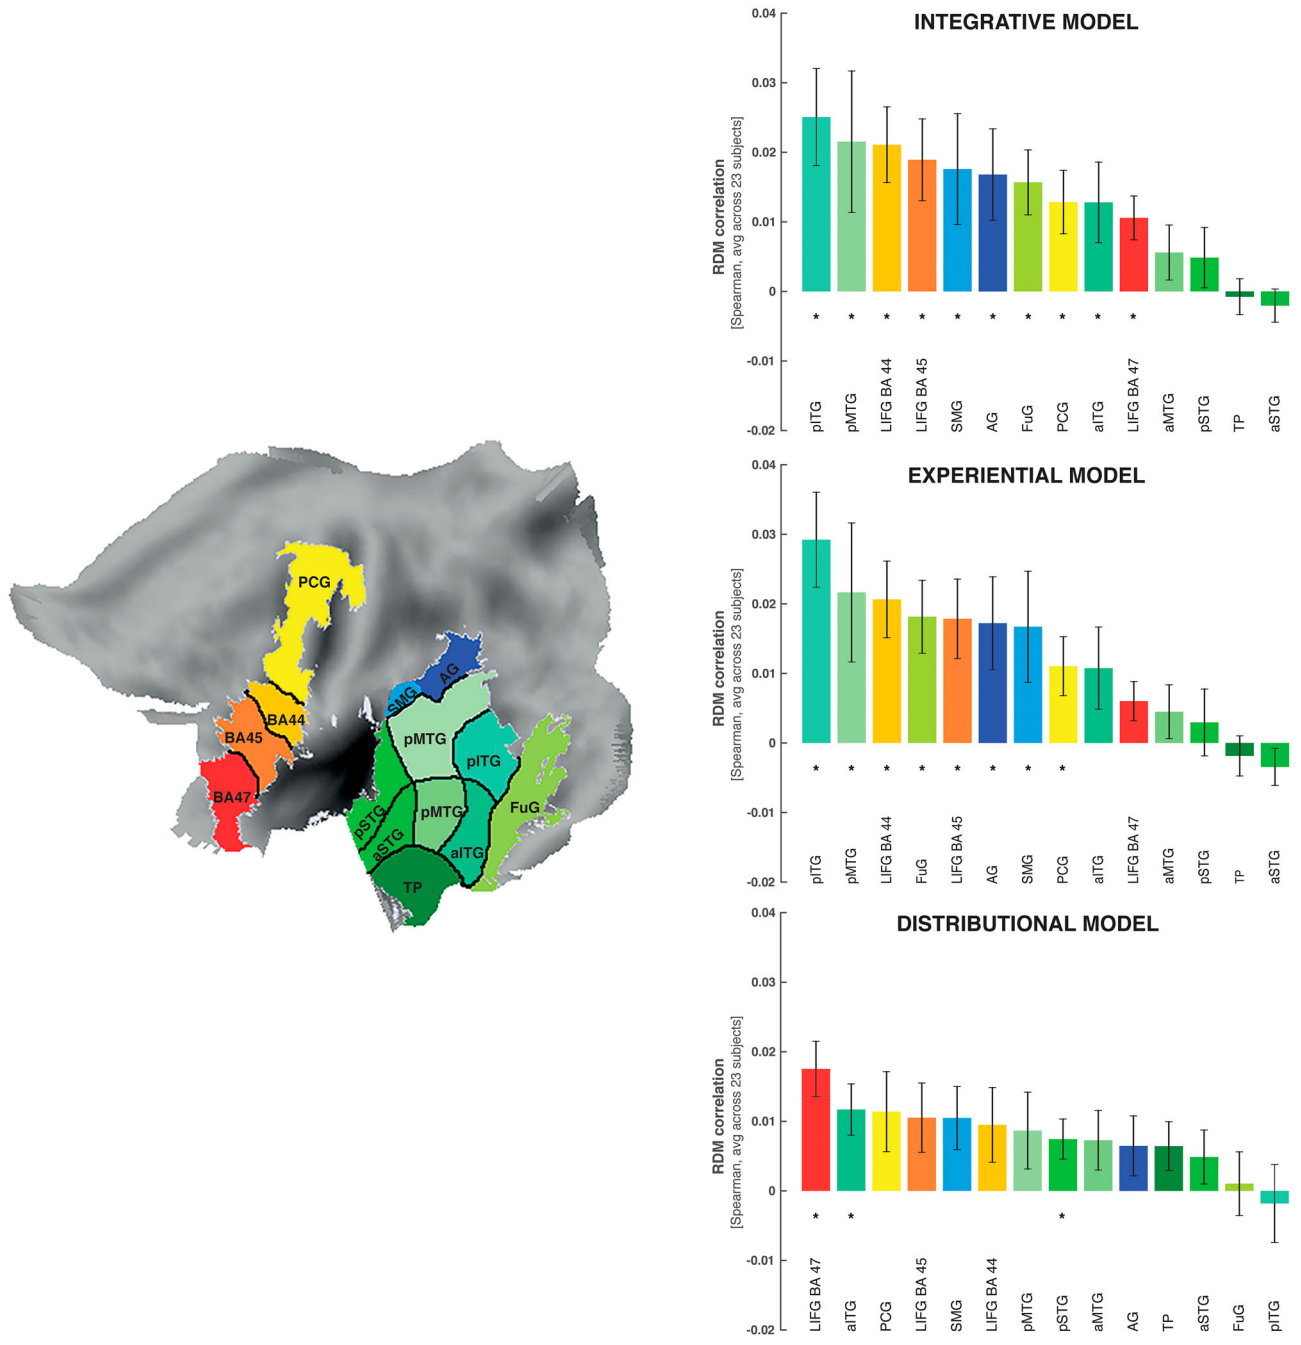 PCG
AG
SMG
BA44
BA45
pMTG
pITG
BA47
FuG
pMTG
pSTG
aSTG
aITG
TP
INTEGRATIVE MODEL
RDM correlation
[Spearman, avg across 23 subjects]
0.04
0.03
0.02
0.01
0
-0.01
-0.02
* * * * * * * * * *
pITG pMTG LIFG BA 44 LIFG BA 45 SMG AG FuG PCG aITG LIFG BA 47 aMTG pSTG TP aSTG
EXPERIENTIAL MODEL
RDM correlation
[Spearman, avg across 23 subjects]
0.04
0.03
0.02
0.01
0
-0.01
-0.02
* * * * * * * *
pITG pMTG LIFG BA 44 FuG LIFG BA 45 AG SMG PCG aITG LIFG BA 47 aMTG pSTG TP aSTG
DISTRIBUTIONAL MODEL
RDM correlation
[Spearman, avg across 23 subjects]
0.04
0.03
0.02
0.01
0
-0.01
-0.02
* * *
LIFG BA 47 aITG PCG LIFG BA 45 SMG LIFG BA 44 pMTG pSTG aMTG AG TP aSTG FuG pITG